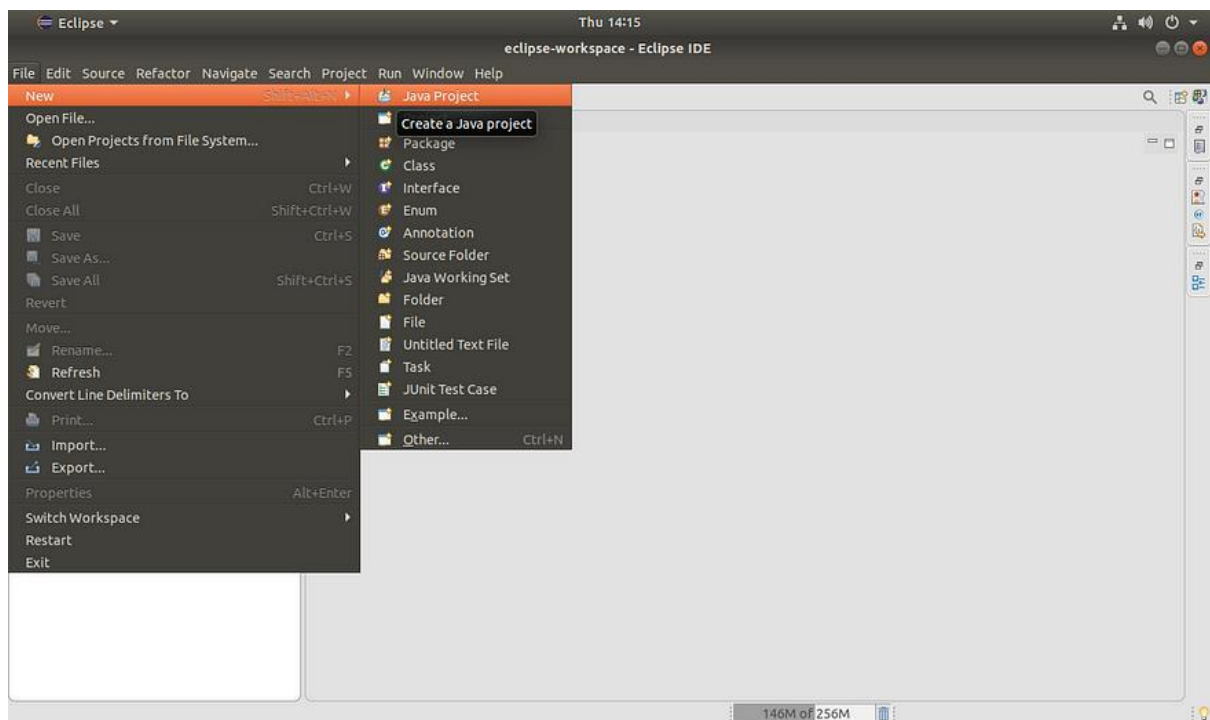 Eclipse
Thu 14:15
eclipse-workspace - Eclipse IDE
File Edit Source Refactor Navigate Search Project Run Window Help
New Shift+Alt+N
Open File...
Open Projects from File System...
Recent Files
Close Ctrl+W
Close All Shift+Ctrl+W
Save Ctrl+S
Save As...
Save All Shift+Ctrl+S
Revert
Move...
Rename... F2
Refresh F5
Convert Line Delimiters To
Print... Ctrl+P
Import...
Export...
Properties Alt+Enter
Switch Workspace
Restart
Exit
Java Project
Create a Java project
Package
Class
Interface
Enum
Annotation
Source Folder
Java Working Set
Folder
File
Untitled Text File
Task
JUnit Test Case
Example...
Other... Ctrl+N
146M of 256M